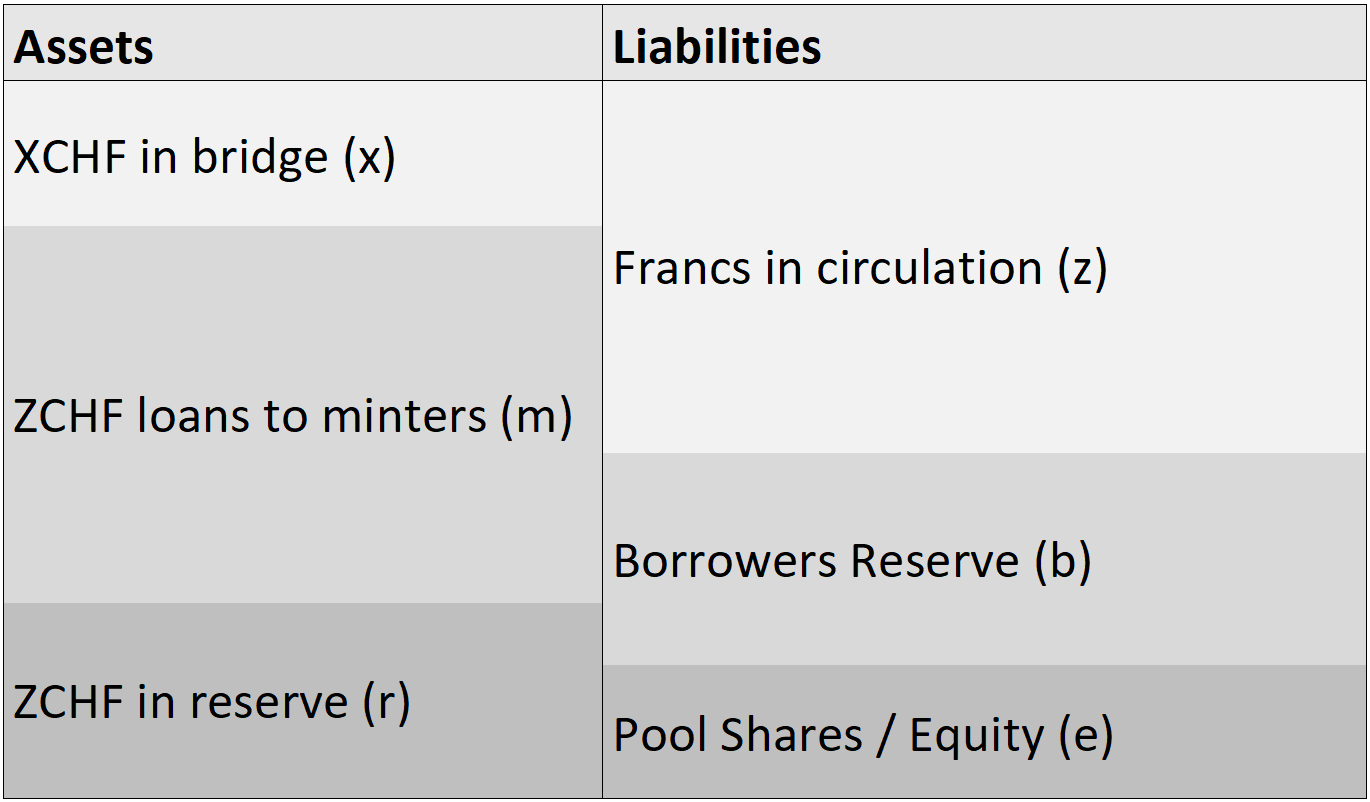 Assets
Liabilities
XCHF in bridge (x)
Francs in circulation (z)
ZCHF loans to minters (m)
Borrowers Reserve (b)
ZCHF in reserve (r)
Pool Shares / Equity (e)